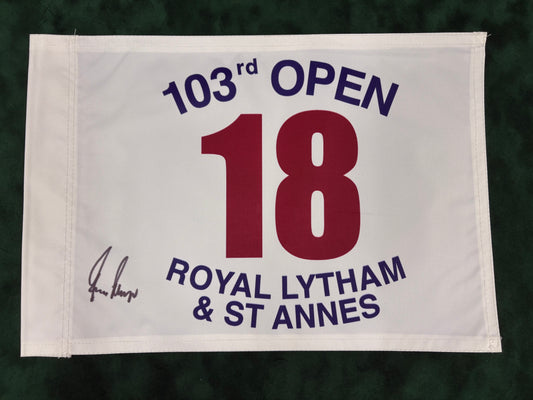 103rd OPEN
18
ROYAL LYTHAM
& ST ANNES